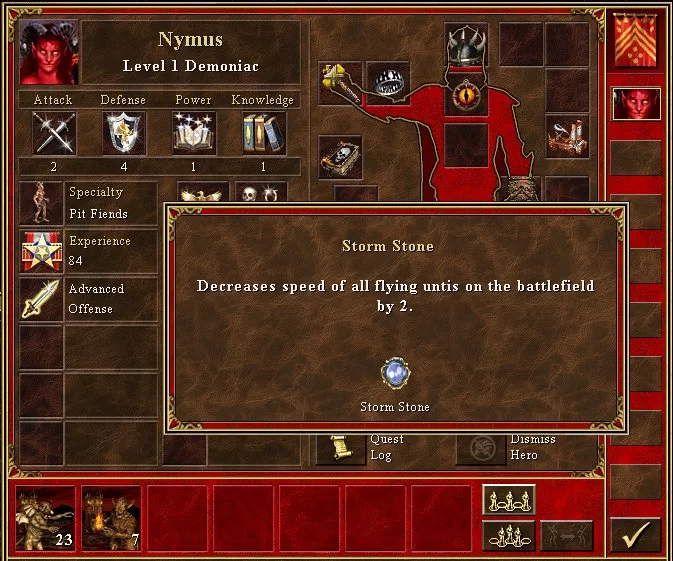 Nymus
Level 1 Demoniac
Attack Defense Power Knowledge
2 4 1 1
Specialty
Pit Fiends
Experience
84
Advanced
Offense
Storm Stone
Decreases speed of all flying untis on the battlefield
by 2.
Storm Stone
Quest
Log
Dismiss
Hero
23 7